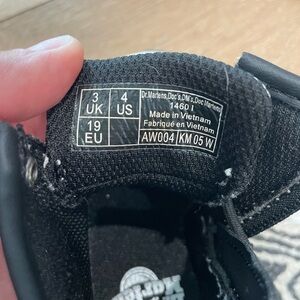 3 UK
4 US
19 EU
Dr.Martens, Doc's, DM's, Doc Martens
1460 I
Made in Vietnam
Fabriqué en Vietnam
AW004 KM 05 W